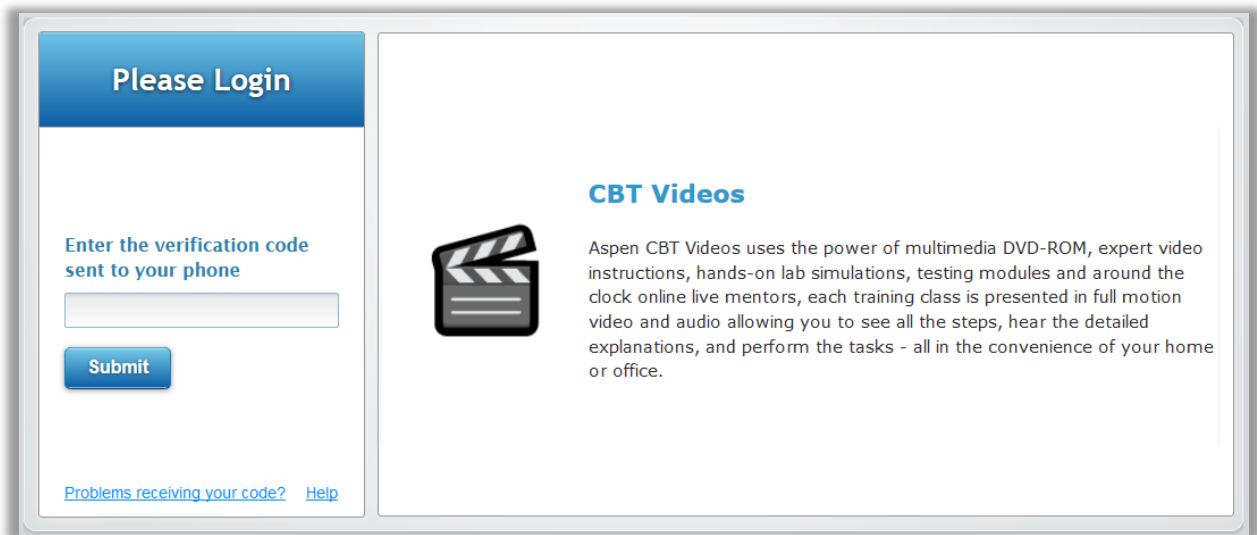 Please Login
Enter the verification code
sent to your phone
Submit
Problems receiving your code? Help
CBT Videos
Aspen CBT Videos uses the power of multimedia DVD-ROM, expert video
instructions, hands-on lab simulations, testing modules and around the
clock online live mentors, each training class is presented in full motion
video and audio allowing you to see all the steps, hear the detailed
explanations, and perform the tasks - all in the convenience of your home
or office.